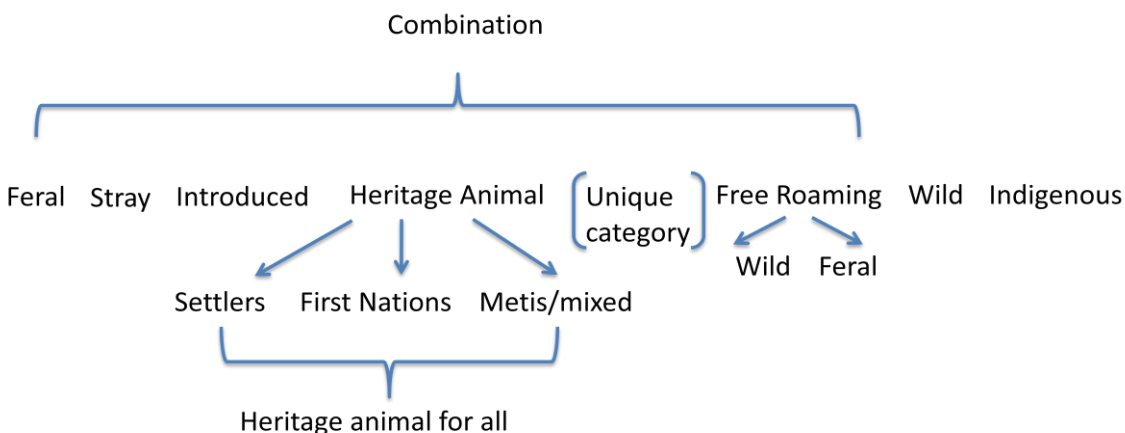 Combination
Feral Stray Introduced Heritage Animal Unique category Free Roaming Wild Indigenous
Wild Feral
Settlers First Nations Metis/mixed
Heritage animal for all